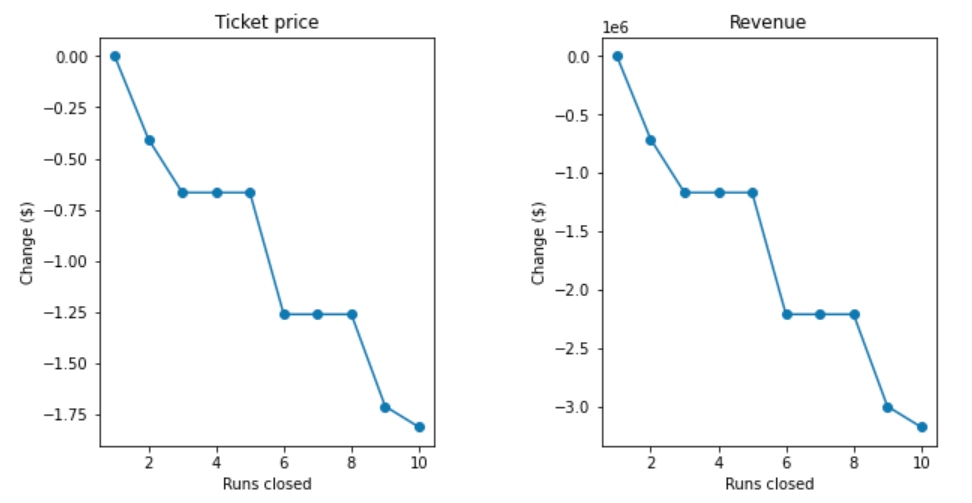 Ticket price
0.00
−0.25
−0.50
−0.75
−1.00
−1.25
−1.50
−1.75
Change ($)
2 4 6 8 10
Runs closed
Revenue
1e6
0.0
−0.5
−1.0
−1.5
−2.0
−2.5
−3.0
Change ($)
2 4 6 8 10
Runs closed